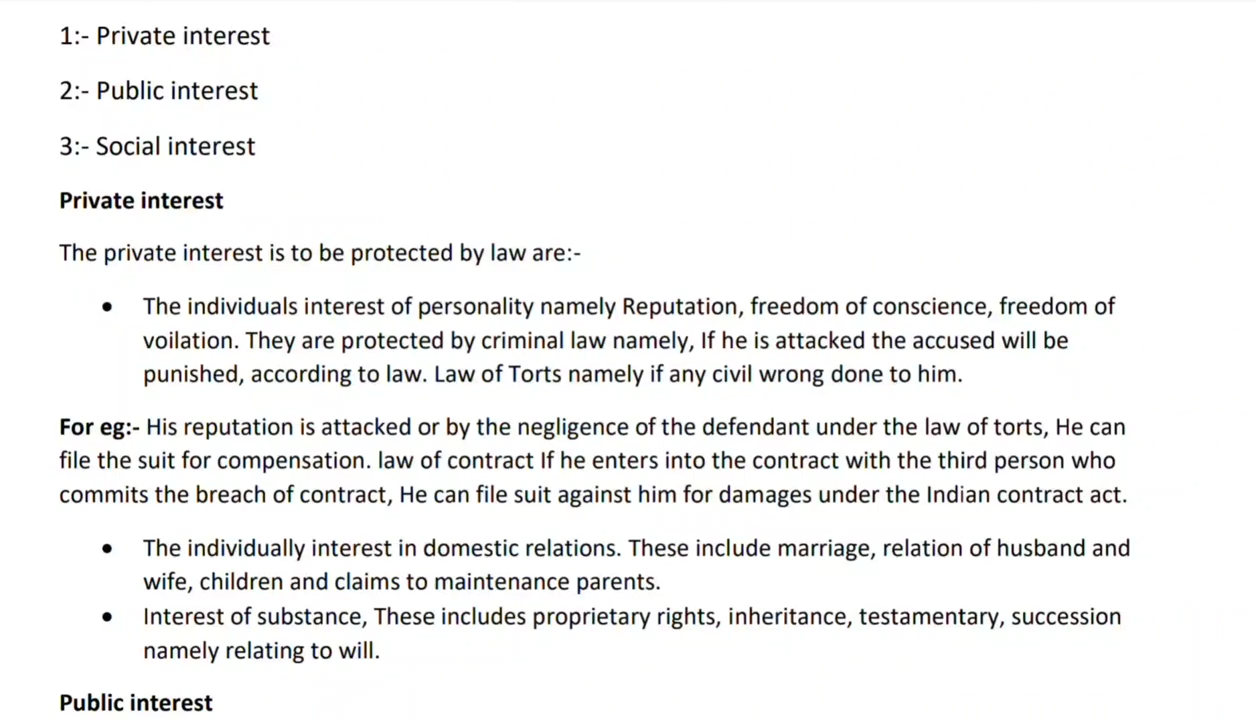 1:- Private interest
2:- Public interest
3:- Social interest
Private interest
The private interest is to be protected by law are:-
• The individuals interest of personality namely Reputation, freedom of conscience, freedom of
voilation. They are protected by criminal law namely, If he is attacked the accused will be
punished, according to law. Law of Torts namely if any civil wrong done to him.
For eg:- His reputation is attacked or by the negligence of the defendant under the law of torts, He can
file the suit for compensation. law of contract If he enters into the contract with the third person who
commits the breach of contract, He can file suit against him for damages under the Indian contract act.
• The individually interest in domestic relations. These include marriage, relation of husband and
wife, children and claims to maintenance parents.
• Interest of substance, These includes proprietary rights, inheritance, testamentary, succession
namely relating to will.
Public interest